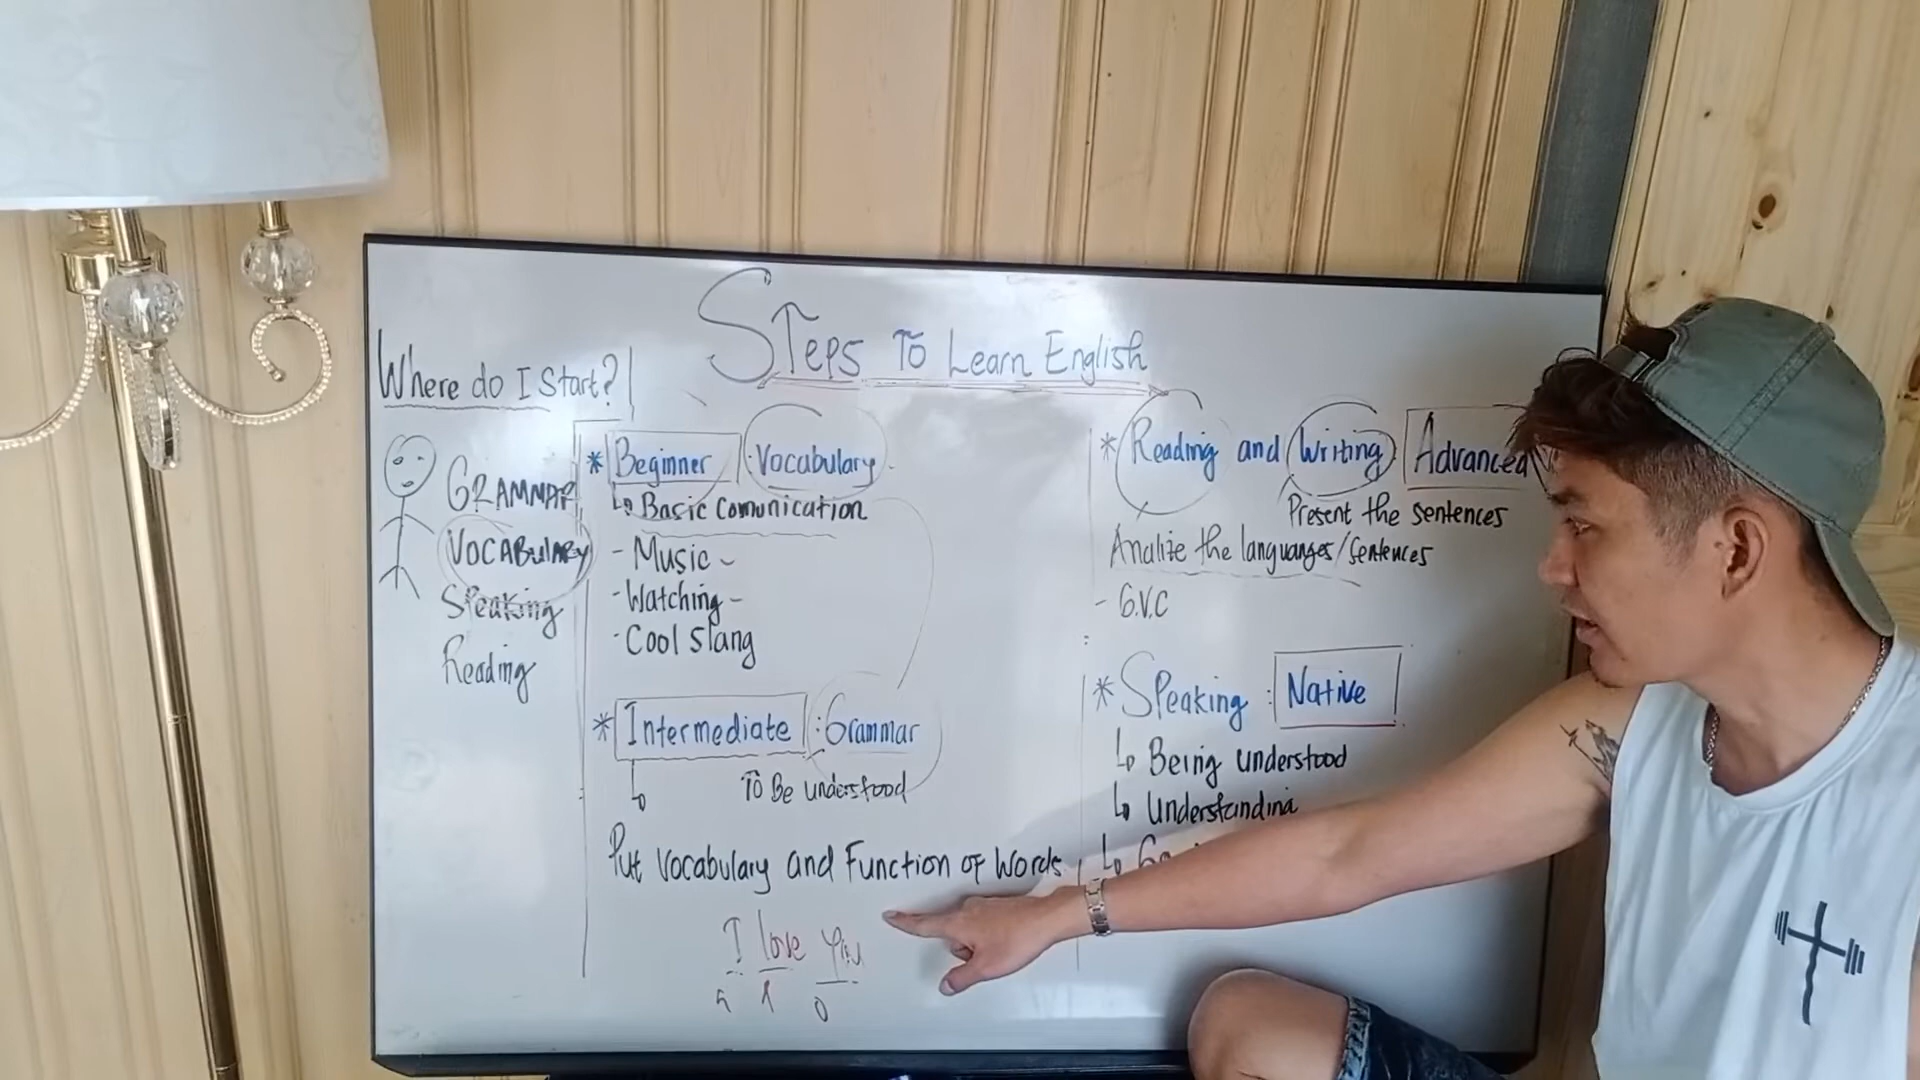 Steps To Learn English
Where do I Start?
GRAMMAR
VOCABulARy
Speaking
Reading
* Beginner : Vocabulary
Basic Comunication
- Music -
- Watching -
- Cool Slang
* Intermediate : Grammar
To Be understood
Put Vocabulary and Function of Words
I love you
O
* Reading and Writing Advanced
Present the sentences
Analize the languanges/sentences
- G.V.C
* Speaking : Native
Being understood
Understanding